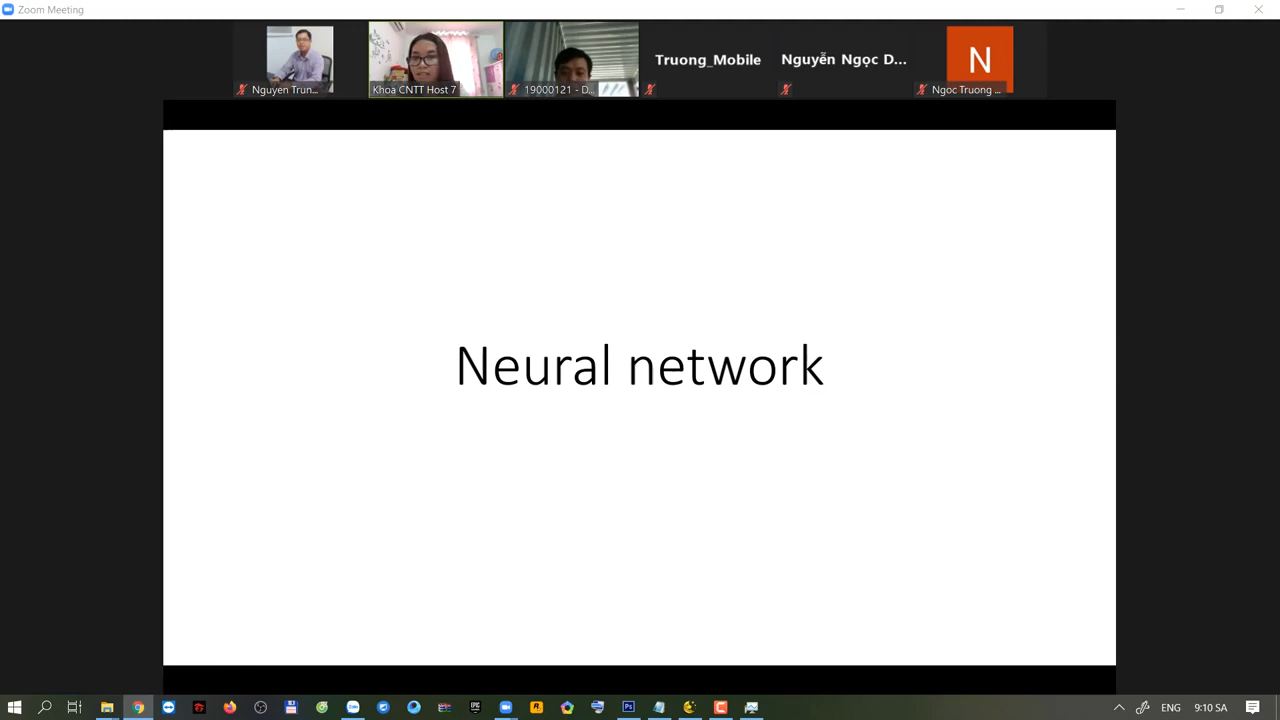 Zoom Meeting
Nguyen Trun...
Khoa CNTT Host 7
19000121 - D...
Truong_Mobile
Nguyễn Ngọc D...
N
Ngoc Truong ...
Neural network
ENG
9:10 SA